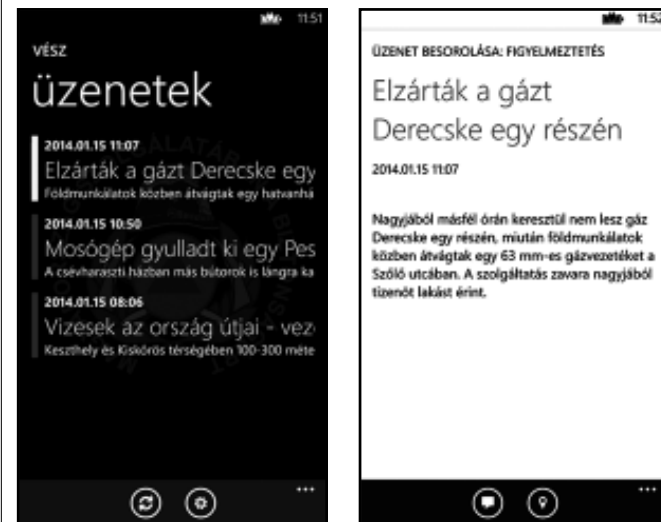 11:51
VÉSZ
üzenetek
2014.01.15 11:07
Elzárták a gázt Derecske egy
Földmunkálatok közben átvágtak egy hatvanhá
2014.01.15 10:50
Mosógép gyulladt ki egy Pes
A csévharaszti házban más bútorok is lángra ka
2014.01.15 08:06
Vizesek az ország útjai - vez
Keszthely és Kiskőrös térségében 100-300 méte
11:52
ÜZENET BESOROLÁSA: FIGYELMEZTETÉS
Elzárták a gázt
Derecske egy részén
2014.01.15 11:07
Nagyjából másfél órán keresztül nem lesz gáz
Derecske egy részén, miután földmunkálatok
közben átvágtak egy 63 mm-es gázvezetéket a
Szőlő utcában. A szolgáltatás zavara nagyjából
tizenöt lakást érint.